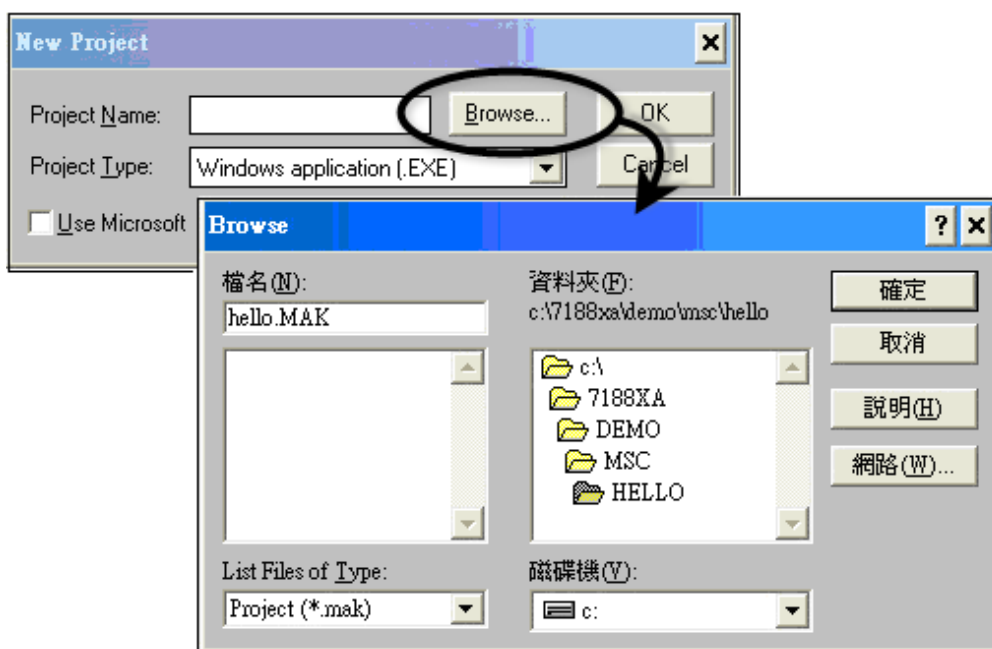 New Project
Project Name:
Browse...
OK
Project Type:
Windows application (.EXE)
Cancel
Use Microsoft
Browse
檔名(N):
hello.MAK
資料夾(F):
c:\7188xa\demo\msc\hello
c:\
7188XA
DEMO
MSC
HELLO
確定
取消
說明(H)
網路(W)...
List Files of Type:
Project (*.mak)
磁碟機(V):
c: